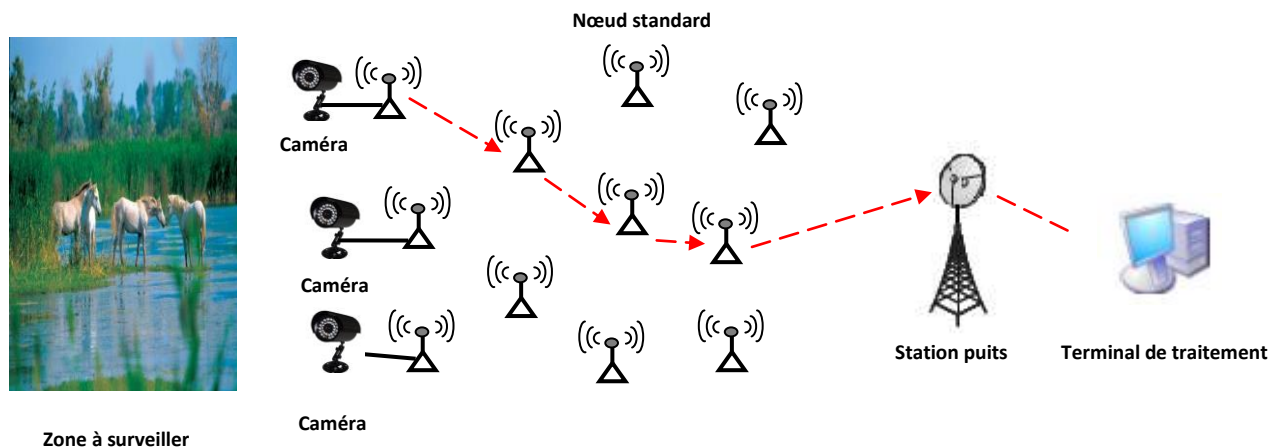 Nœud standard
Caméra
Caméra
Station puits
Terminal de traitement
Caméra
Zone à surveiller